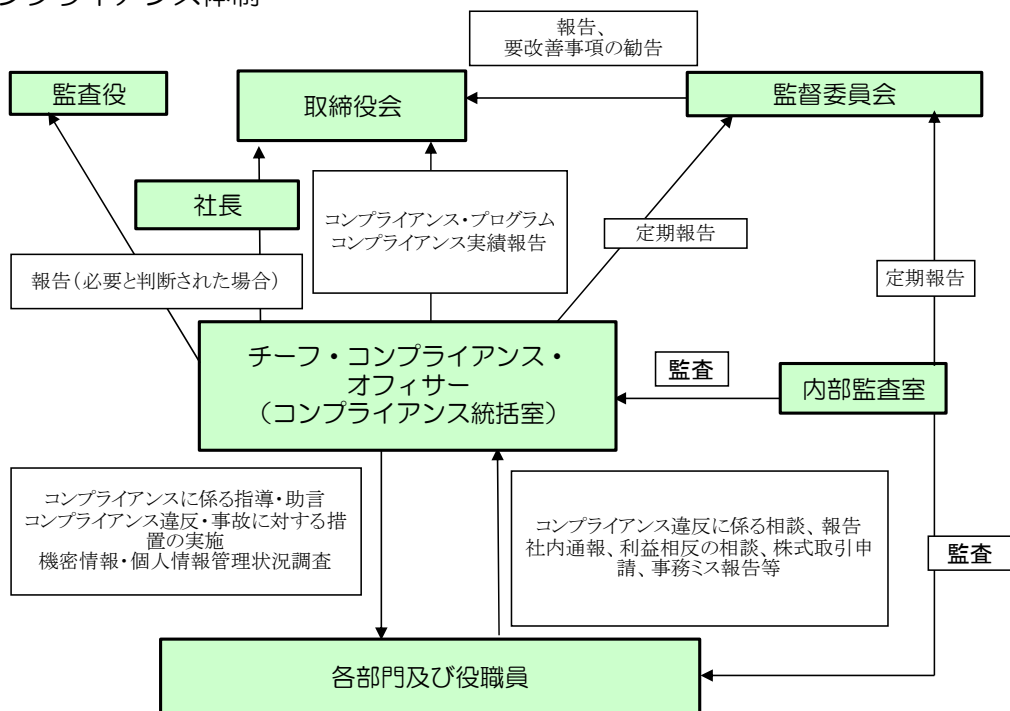 コンプライアンス体制
報告、
要改善事項の勧告
監査役
取締役会
監督委員会
社長
コンプライアンス・プログラム
コンプライアンス実績報告
定期報告
報告（必要と判断された場合）
定期報告
チーフ・コンプライアンス・
オフィサー
（コンプライアンス統括室）
監査
内部監査室
コンプライアンスに係る指導・助言
コンプライアンス違反・事故に対する措
置の実施
機密情報・個人情報管理状況調査
コンプライアンス違反に係る相談、報告
社内通報、利益相反の相談、株式取引申
請、事務ミス報告等
監査
各部門及び役職員